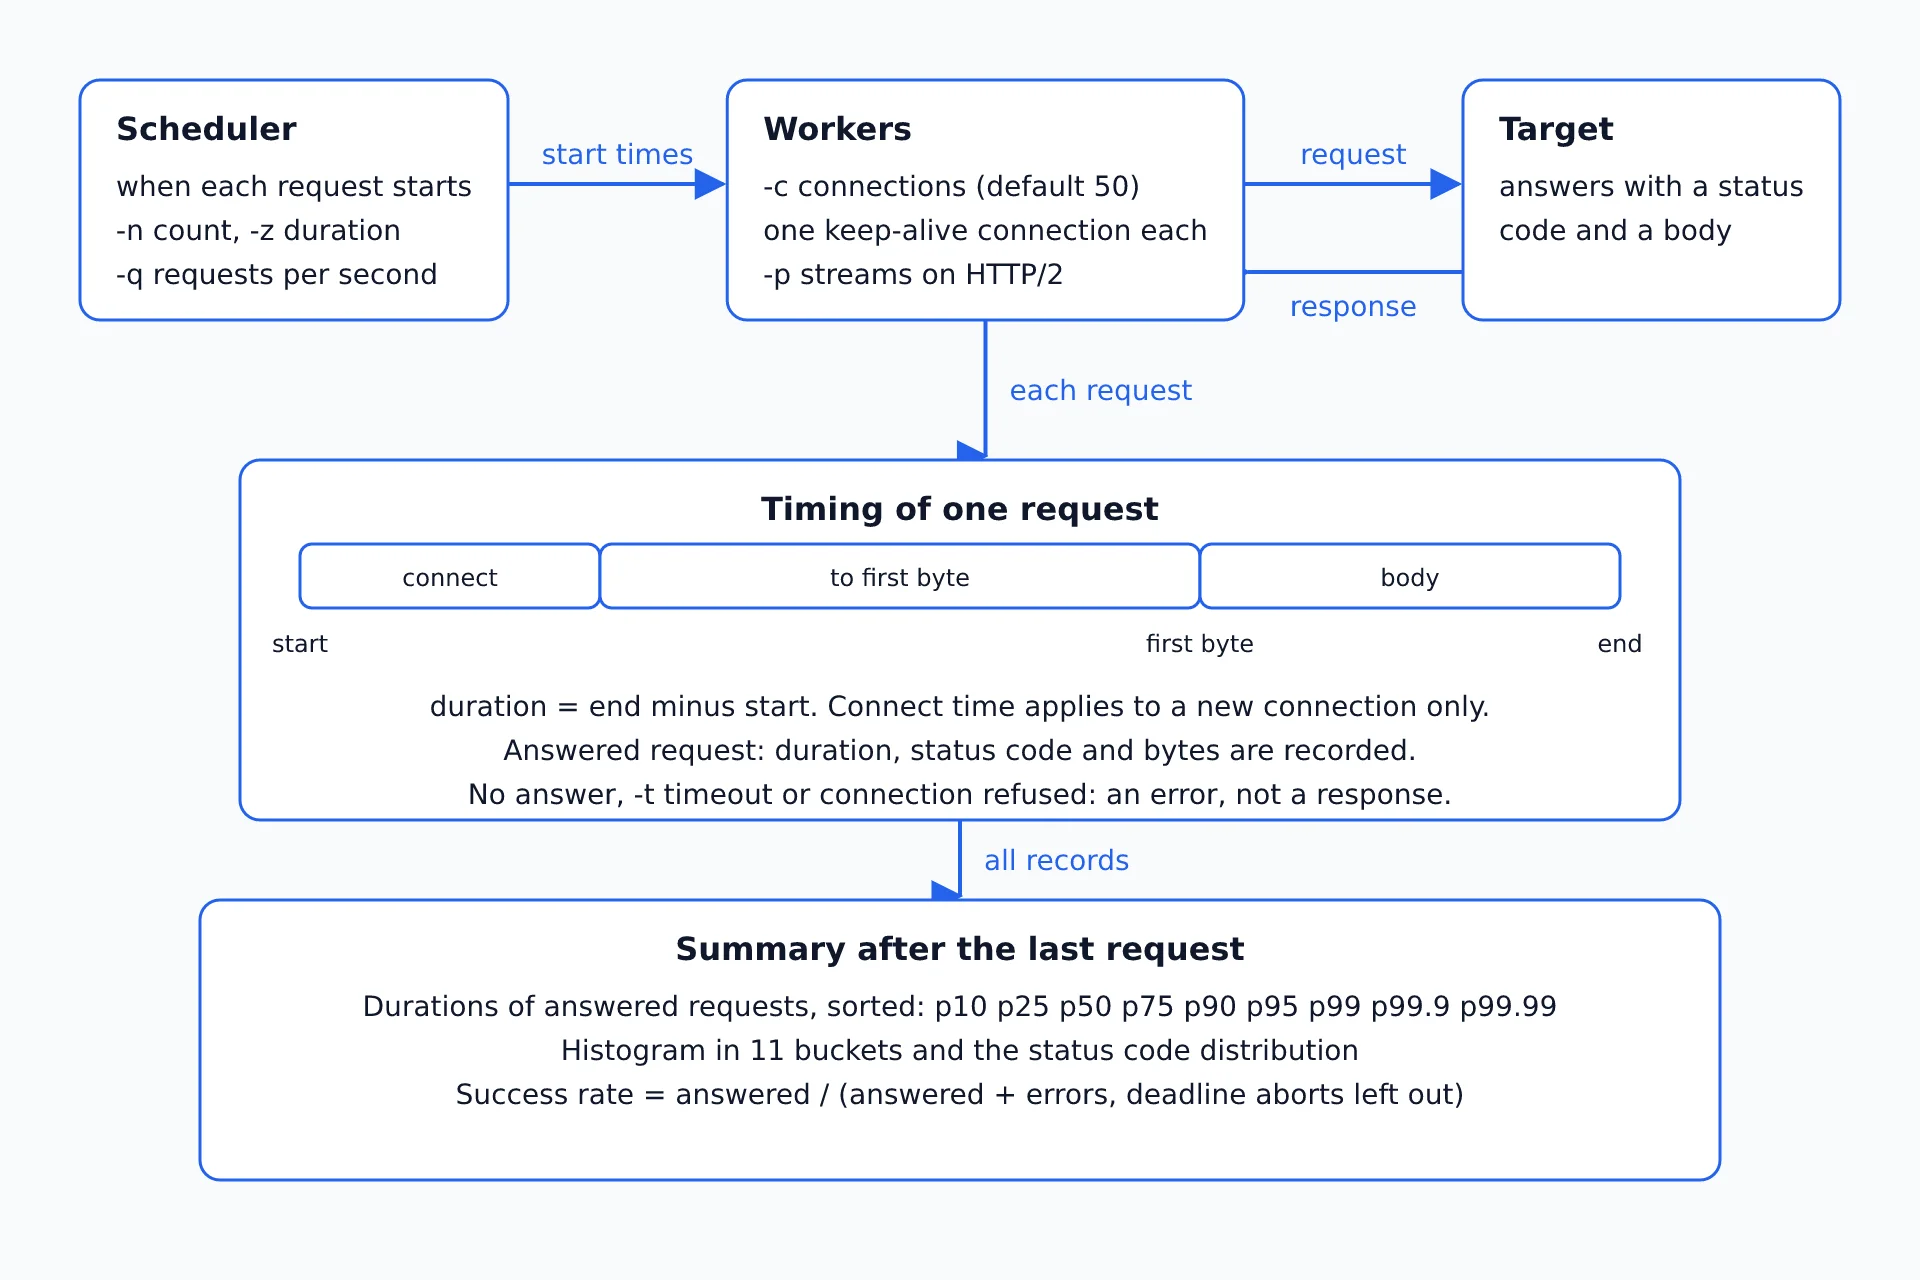 Scheduler
when each request starts
-n count, -z duration
-q requests per second
start times
Workers
-c connections (default 50)
one keep-alive connection each
-p streams on HTTP/2
request
response
Target
answers with a status
code and a body
each request
Timing of one request
connect
to first byte
body
start
first byte
end
duration = end minus start. Connect time applies to a new connection only.
Answered request: duration, status code and bytes are recorded.
No answer, -t timeout or connection refused: an error, not a response.
all records
Summary after the last request
Durations of answered requests, sorted: p10 p25 p50 p75 p90 p95 p99 p99.9 p99.99
Histogram in 11 buckets and the status code distribution
Success rate = answered / (answered + errors, deadline aborts left out)